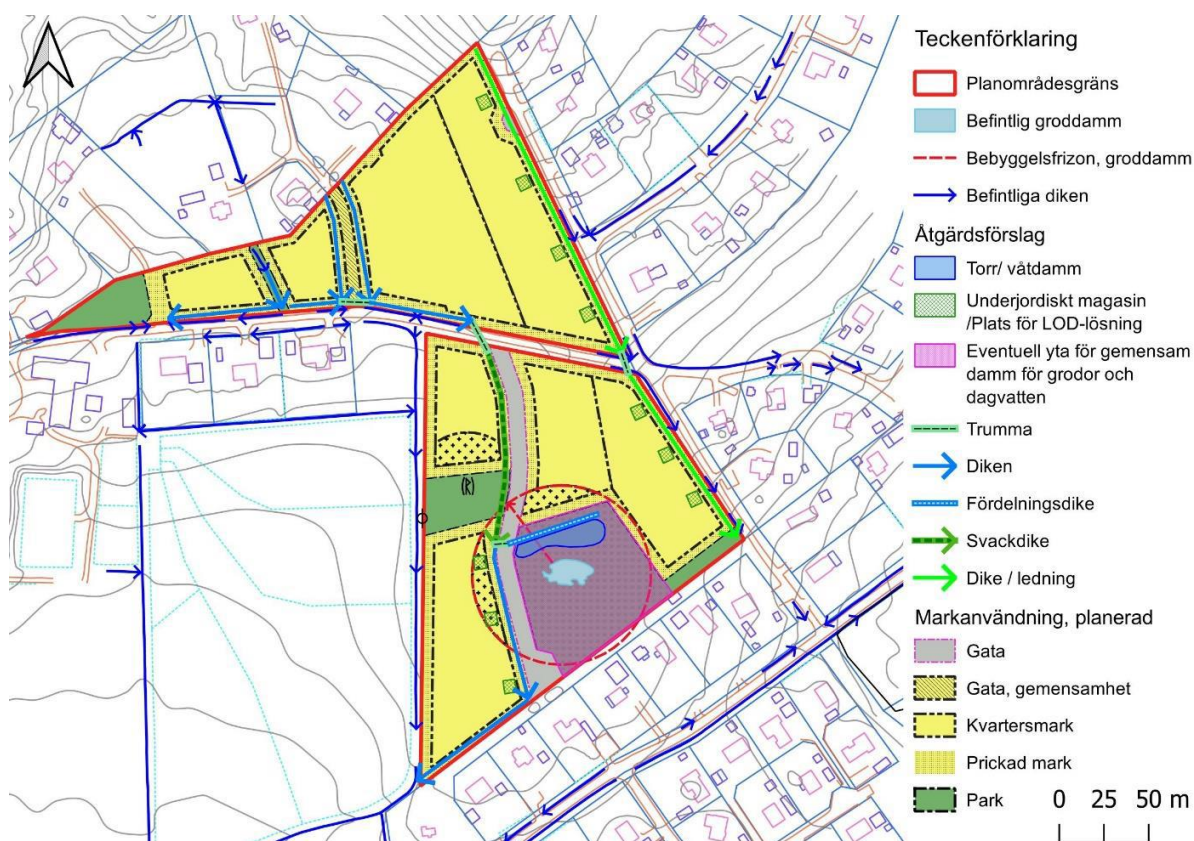 Teckenförklaring
Planområdesgräns
Befintlig groddamm
Bebyggelsfrizon, groddamm
Befintliga diken
Åtgärdsförslag
Torr/ våtdamm
Underjordiskt magasin
/Plats för LOD-lösning
Eventuell yta för gemensam
damm för grodor och
dagvatten
Trumma
Diken
Fördelningsdike
Svackdike
Dike / ledning
Markanvändning, planerad
Gata
Gata, gemensamhet
Kvartersmark
Prickad mark
Park
0 25 50 m
(R)